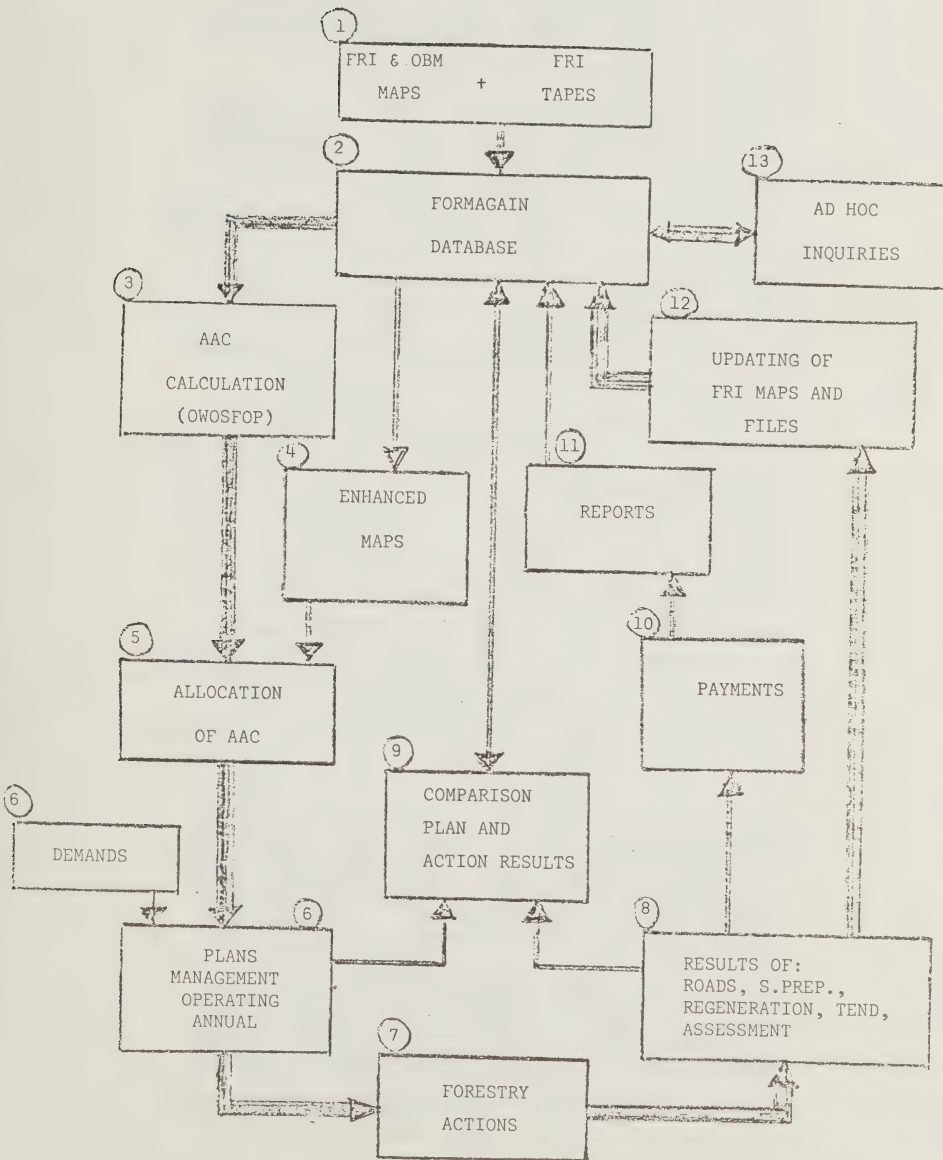 1
FRI & OBM MAPS + FRI TAPES
2
FORMAGAIN
DATABASE
13
AD HOC
INQUIRIES
3
AAC
CALCULATION
(OWOSFOP)
12
UPDATING OF
FRI MAPS AND
FILES
4
ENHANCED
MAPS
11
REPORTS
5
ALLOCATION
OF AAC
10
PAYMENTS
9
COMPARISON
PLAN AND
ACTION RESULTS
6
DEMANDS
6
PLANS
MANAGEMENT
OPERATING
ANNUAL
8
RESULTS OF:
ROADS, S.PREP.,
REGENERATION, TEND,
ASSESSMENT
7
FORESTRY
ACTIONS